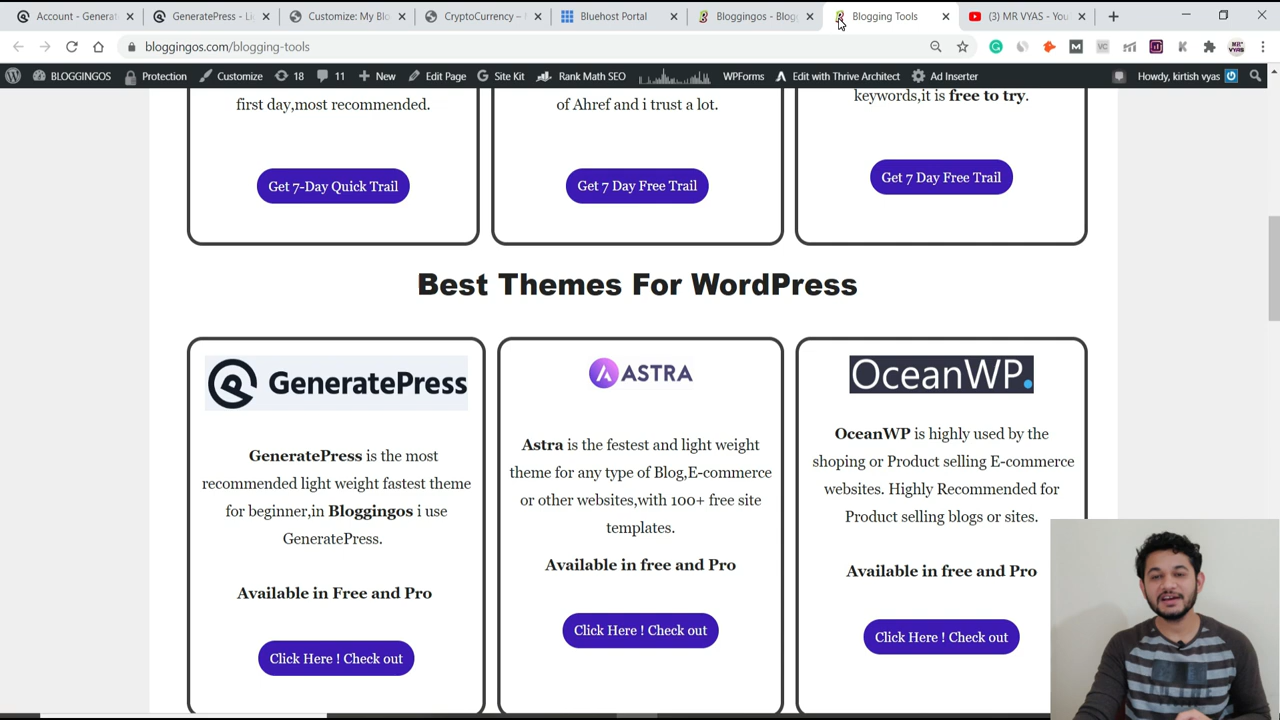 Account - Generat
GeneratePress - Li
Customize: My Blo
CryptoCurrency –
Bluehost Portal
Bloggingos - Blog
Blogging Tools
(3) MR VYAS - You
bloggingos.com/blogging-tools
BLOGGINGOS
Protection
Customize
18
11
New
Edit Page
Site Kit
Rank Math SEO
WPForms
Edit with Thrive Architect
Ad Inserter
Howdy, kirtish vyas
first day,most recommended.
of Ahref and i trust a lot.
keywords,it is free to try.
Get 7-Day Quick Trail
Get 7 Day Free Trail
Get 7 Day Free Trail
Best Themes For WordPress
GeneratePress
GeneratePress is the most
recommended light weight fastest theme
for beginner,in Bloggingos i use
GeneratePress.
Available in Free and Pro
Click Here ! Check out
ASTRA
Astra is the festest and light weight
theme for any type of Blog,E-commerce
or other websites,with 100+ free site
templates.
Available in free and Pro
Click Here ! Check out
OceanWP.
OceanWP is highly used by the
shoping or Product selling E-commerce
websites. Highly Recommended for
Product selling blogs or sites.
Available in free and Pro
Click Here ! Check out